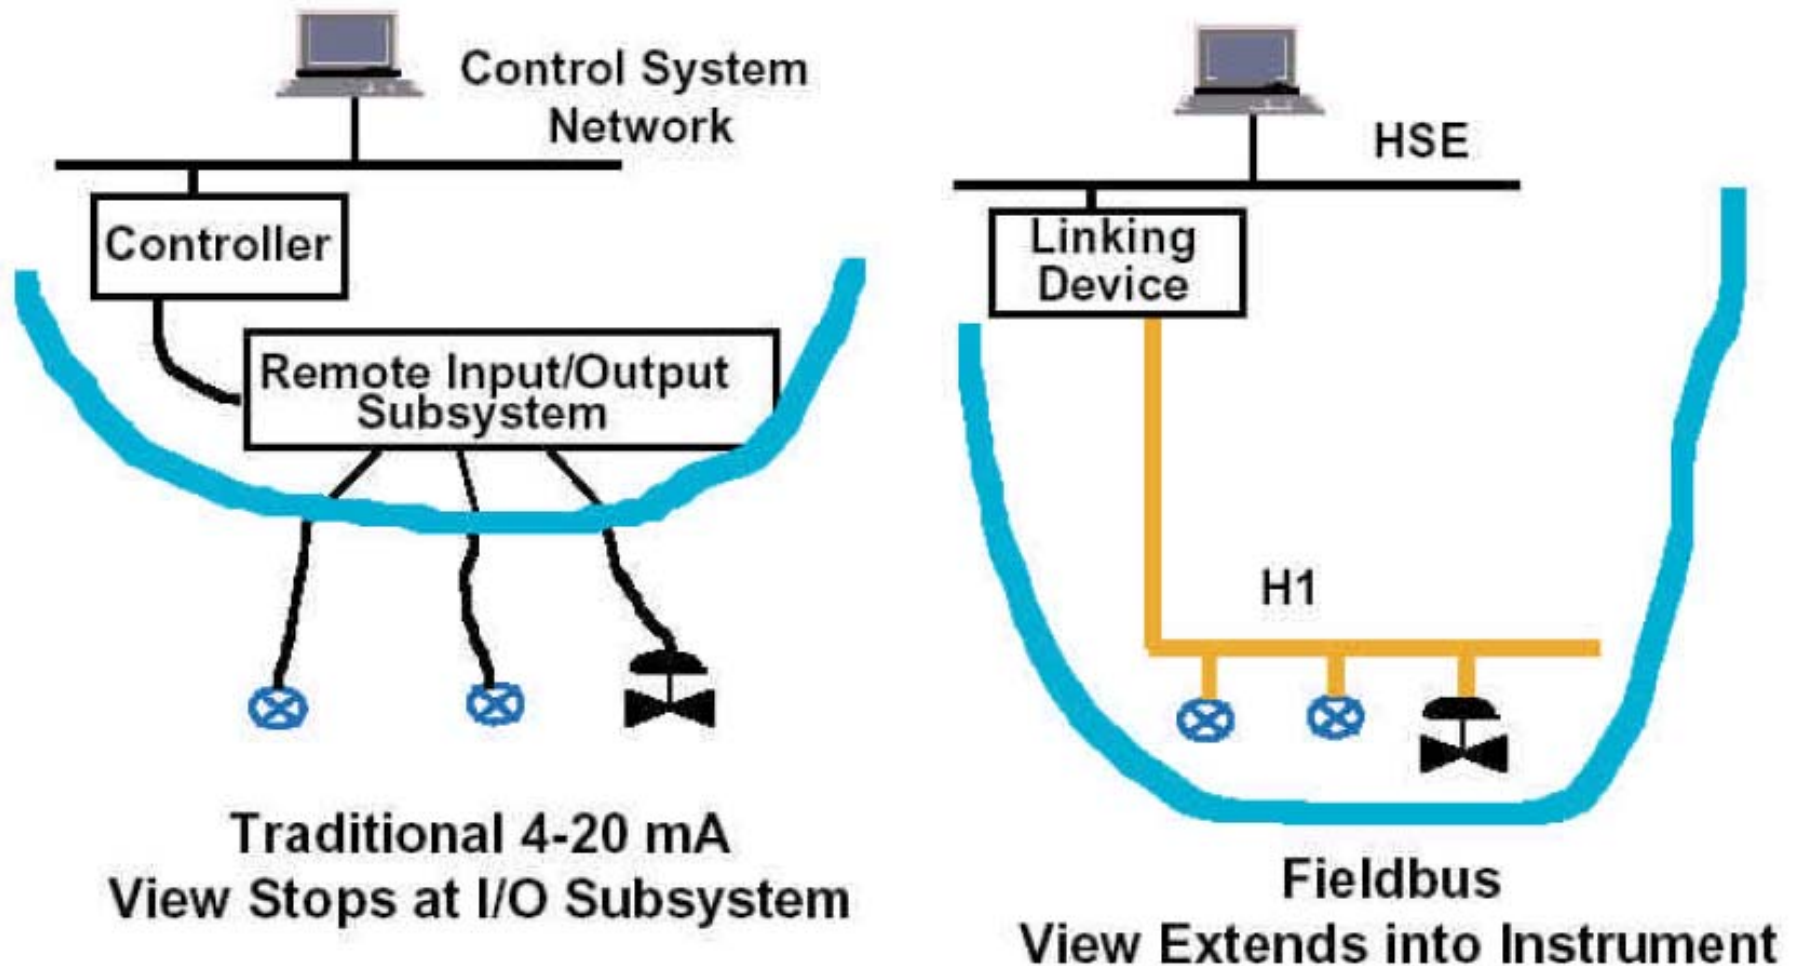 Control System
Network
Controller
Remote Input/Output
Subsystem
Traditional 4-20 mA
View Stops at I/O Subsystem
HSE
Linking
Device
H1
Fieldbus
View Extends into Instrument